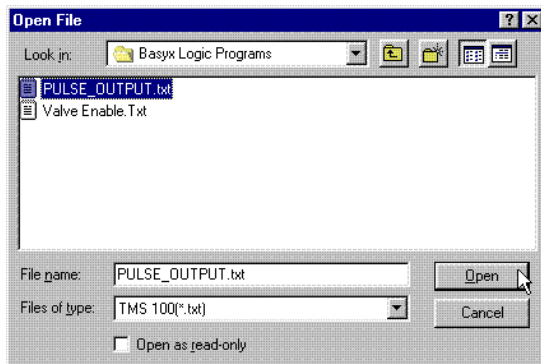 Open File
Look in: Basyx Logic Programs
PULSE_OUTPUT.txt
Valve Enable.Txt
File name: PULSE_OUTPUT.txt Open
Files of type: TMS 100(*.txt) Cancel
Open as read-only